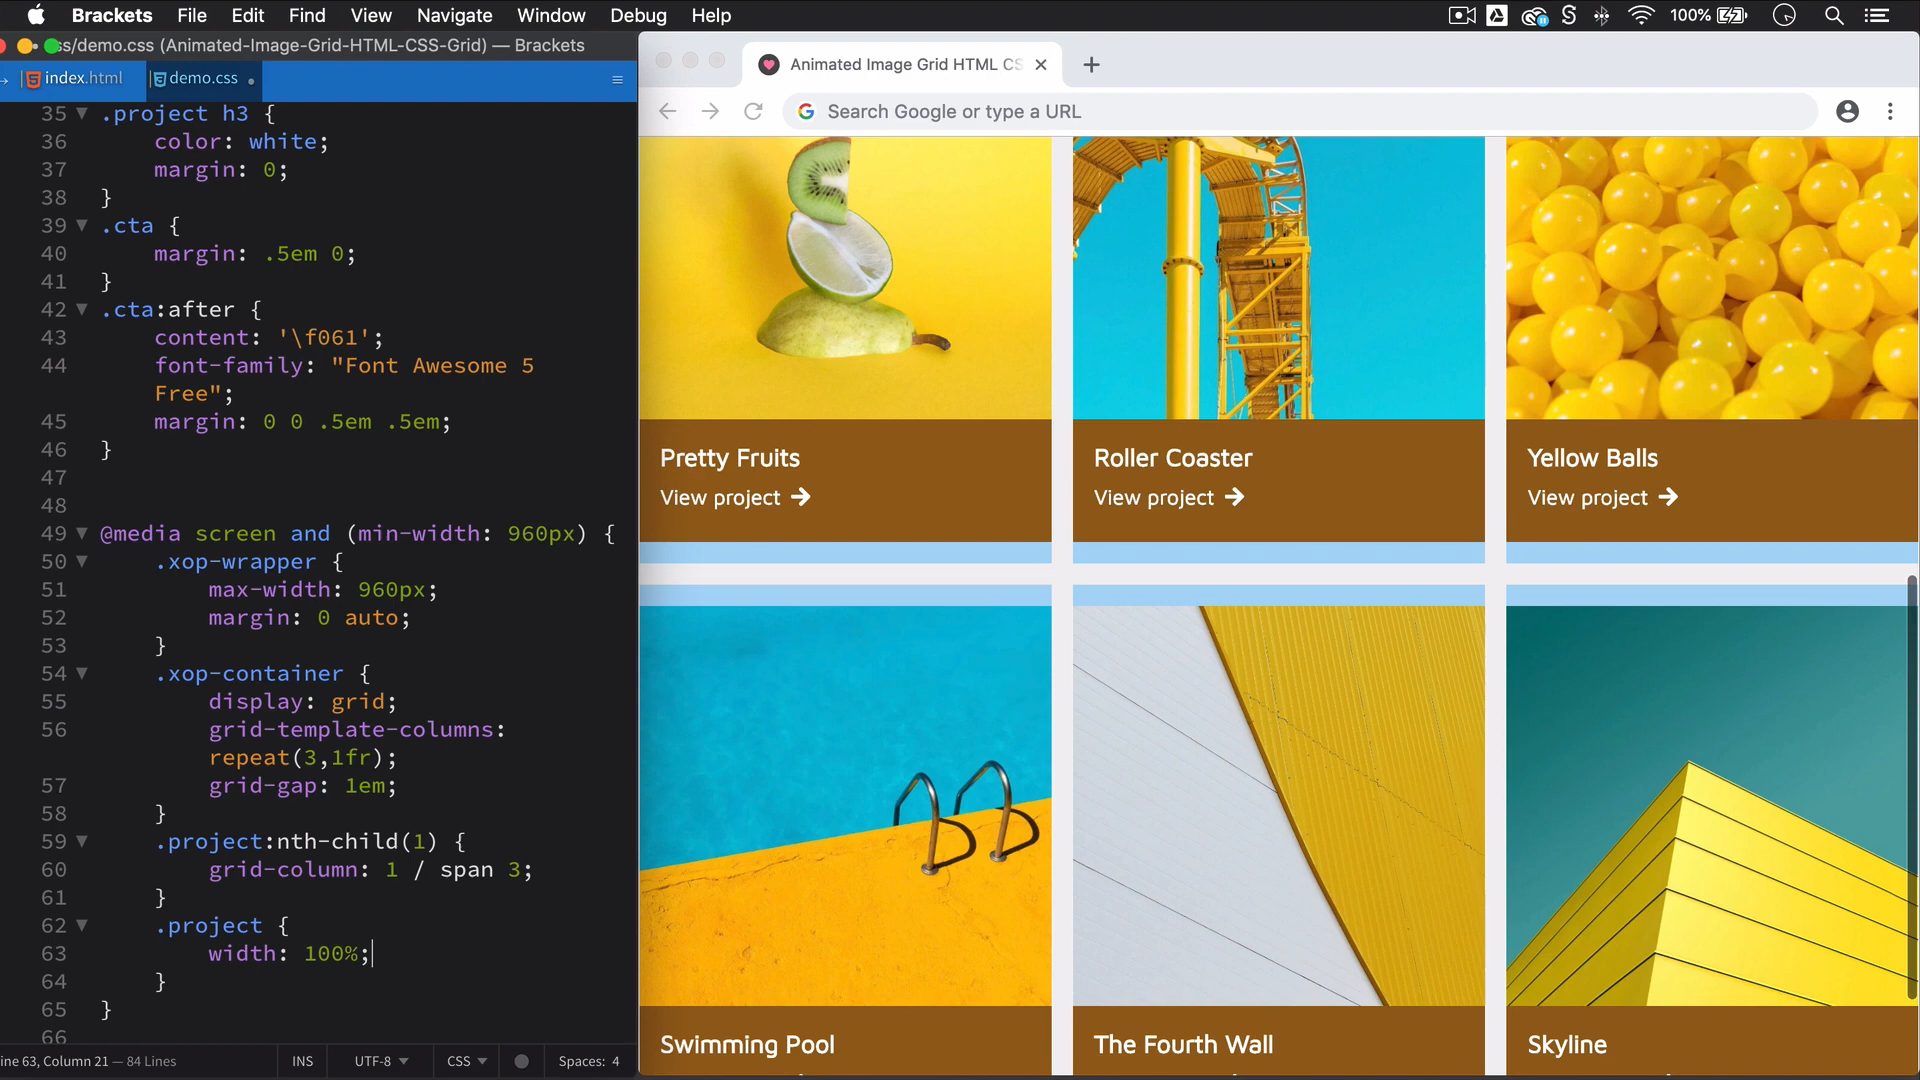 Brackets File Edit Find View Navigate Window Debug Help
100%
ss/demo.css (Animated-Image-Grid-HTML-CSS-Grid) — Brackets
index.html
demo.css
35 .project h3 {
36 color: white;
37 margin: 0;
38 }
39 .cta {
40 margin: .5em 0;
41 }
42 .cta:after {
43 content: '\f061';
44 font-family: "Font Awesome 5
Free";
45 margin: 0 0 .5em .5em;
46 }
47
48
49 @media screen and (min-width: 960px) {
50 .xop-wrapper {
51 max-width: 960px;
52 margin: 0 auto;
53 }
54 .xop-container {
55 display: grid;
56 grid-template-columns:
repeat(3,1fr);
57 grid-gap: 1em;
58 }
59 .project:nth-child(1) {
60 grid-column: 1 / span 3;
61 }
62 .project {
63 width: 100%;
64 }
65 }
66
ine 63, Column 21 — 84 Lines
INS
UTF-8
CSS
Spaces: 4
Animated Image Grid HTML CS
Search Google or type a URL
Pretty Fruits
View project
Roller Coaster
View project
Yellow Balls
View project
Swimming Pool
The Fourth Wall
Skyline